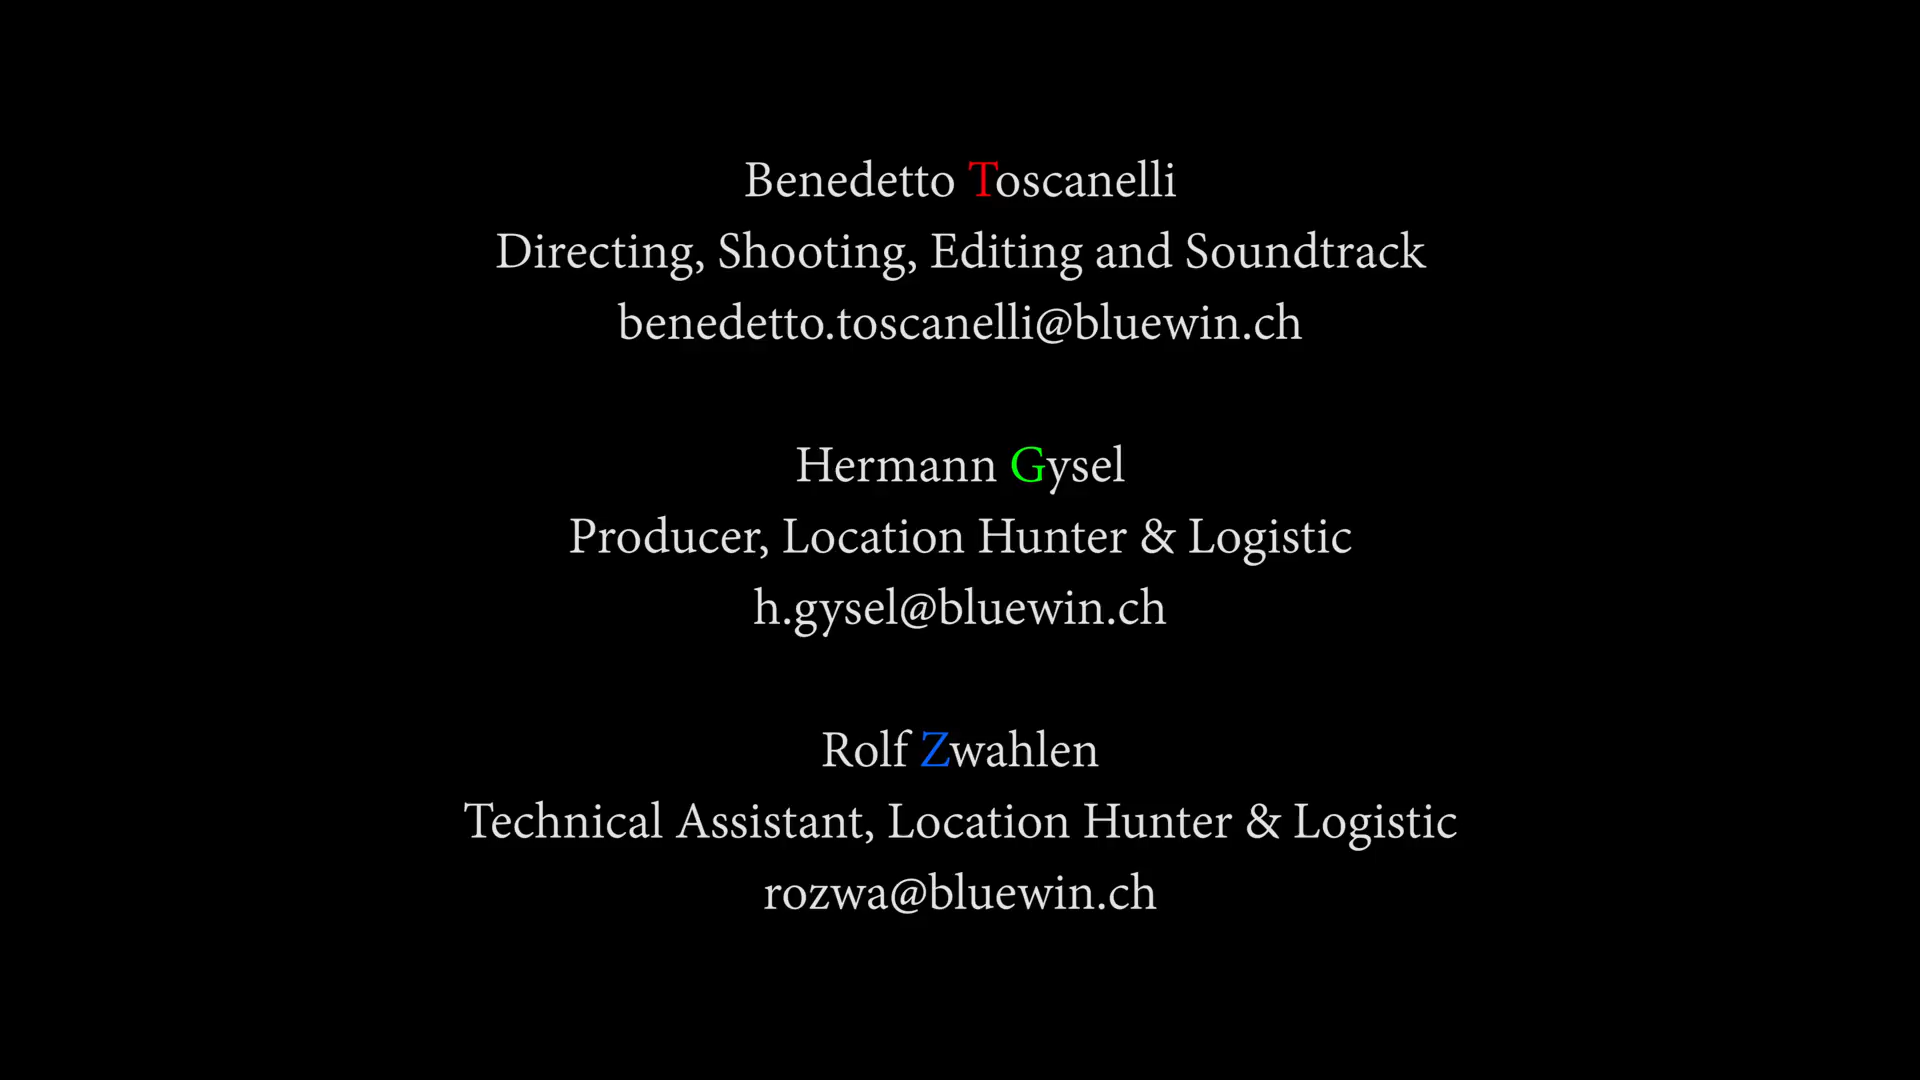 Benedetto Toscanelli
Directing, Shooting, Editing and Soundtrack
benedetto.toscanelli@bluewin.ch
Hermann Gysel
Producer, Location Hunter & Logistic
h.gysel@bluewin.ch
Rolf Zwahlen
Technical Assistant, Location Hunter & Logistic
rozwa@bluewin.ch